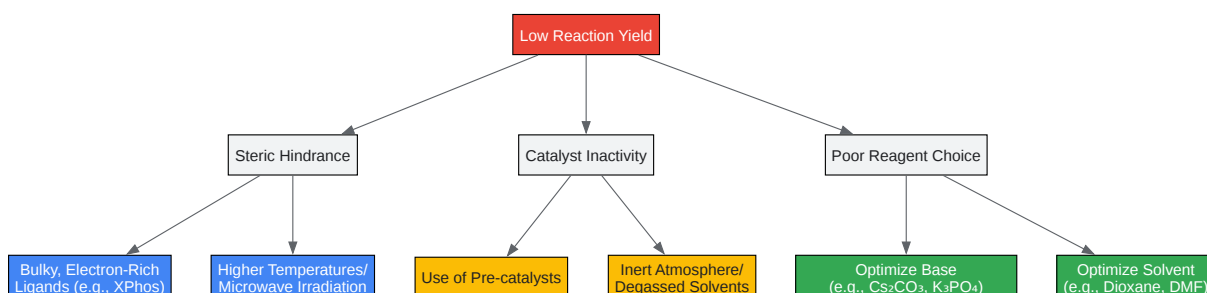 Low Reaction Yield
Steric Hindrance
Catalyst Inactivity
Poor Reagent Choice
Bulky, Electron-Rich
Ligands (e.g., XPhos)
Higher Temperatures/
Microwave Irradiation
Use of Pre-catalysts
Inert Atmosphere/
Degassed Solvents
Optimize Base
(e.g., Cs₂CO₃, K₃PO₄)
Optimize Solvent
(e.g., Dioxane, DMF)